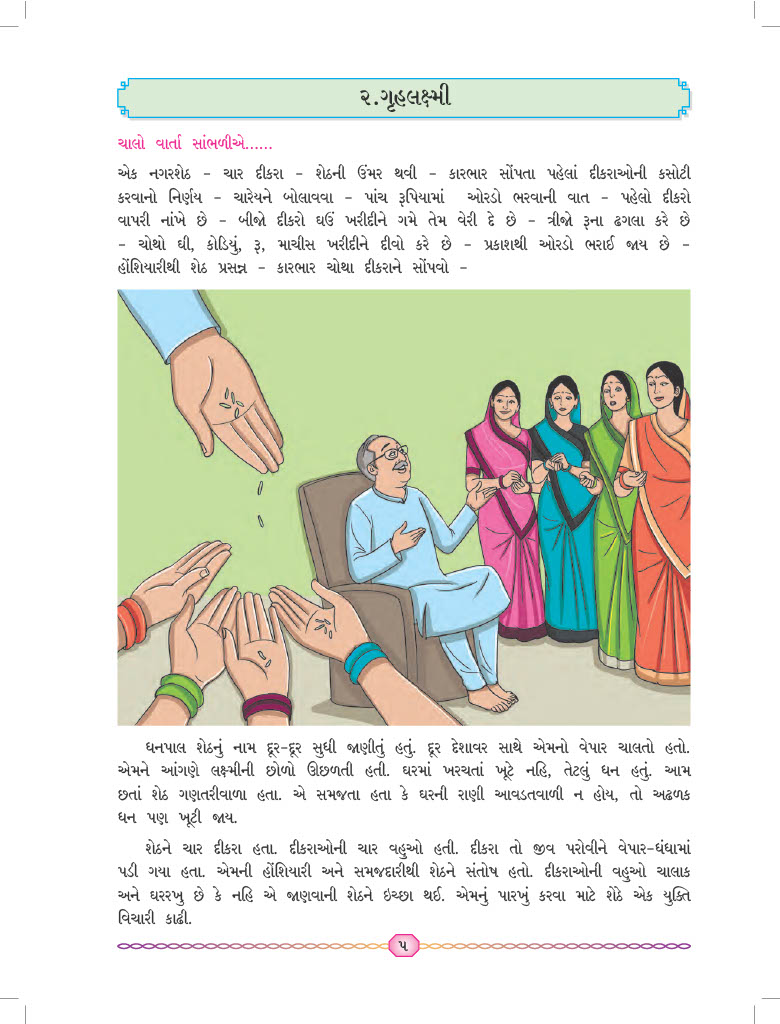 ૨.ગૃહલક્ષ્મી
ચાલો વાર્તા સાંભળીએ......
એક નગરશેઠ – ચાર દીકરા – શેઠની ઉંમર થવી – કારભાર સોંપતા પહેલાં દીકરાઓની કસોટી
કરવાનો નિર્ણય – ચારેયને બોલાવવા – પાંચ રૂપિયામાં ઓરડો ભરવાની વાત – પહેલો દીકરો
વાપરી નાંખે છે – બીજો દીકરો ઘઉં ખરીદીને ગમે તેમ વેરી દે છે – ત્રીજો રૂના ઢગલા કરે છે
– ચોથો ઘી, કોડિયું, રૂ, માચીસ ખરીદીને દીવો કરે છે – પ્રકાશથી ઓરડો ભરાઈ જાય છે –
હોંશિયારીથી શેઠ પ્રસન્ન – કારભાર ચોથા દીકરાને સોંપવો –
ધનપાલ શેઠનું નામ દૂર-દૂર સુધી જાણીતું હતું. દૂર દેશાવર સાથે એમનો વેપાર ચાલતો હતો.
એમને આંગણે લક્ષ્મીની છોળો ઊછળતી હતી. ઘરમાં ખરચતાં ખૂટે નહિ, તેટલું ધન હતું. આમ
છતાં શેઠ ગણતરીવાળા હતા. એ સમજતા હતા કે ઘરની રાણી આવડતવાળી ન હોય, તો અઢળક
ધન પણ ખૂટી જાય.
શેઠને ચાર દીકરા હતા. દીકરાઓની ચાર વહુઓ હતી. દીકરા તો જીવ પરોવીને વેપાર-ધંધામાં
પડી ગયા હતા. એમની હોંશિયારી અને સમજદારીથી શેઠને સંતોષ હતો. દીકરાઓની વહુઓ ચાલાક
અને ઘરરખુ છે કે નહિ એ જાણવાની શેઠને ઇચ્છા થઈ. એમનું પારખું કરવા માટે શેઠે એક યુક્તિ
વિચારી કાઢી.
૫